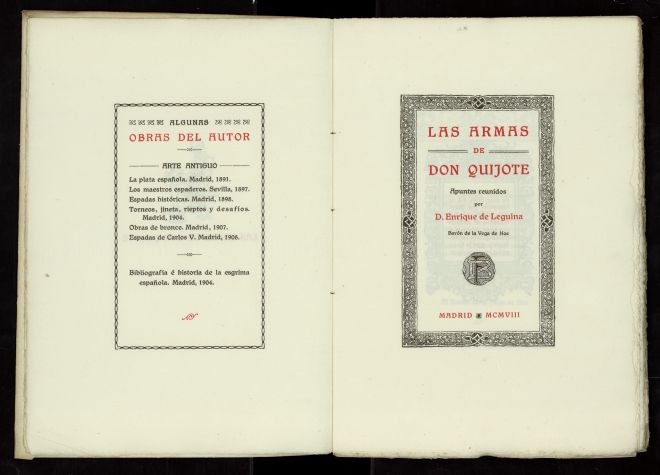 ALGUNAS
OBRAS DEL AUTOR
ARTE ANTIGUO
La plata española. Madrid, 1891.
Los maestros espaderos. Sevilla, 1897.
Espadas históricas. Madrid, 1898.
Torneos, jineta, rieptos y desafíos.
Madrid, 1904.
Obras de bronce. Madrid, 1907.
Espadas de Carlos V. Madrid, 1908.
Bibliografía é historia de la esgrima
española. Madrid, 1904.
LAS ARMAS
DE
DON QUIJOTE
Apuntes reunidos
por
D. Enrique de Leguina
Barón de la Vega de Hoz
MADRID MCMVIII